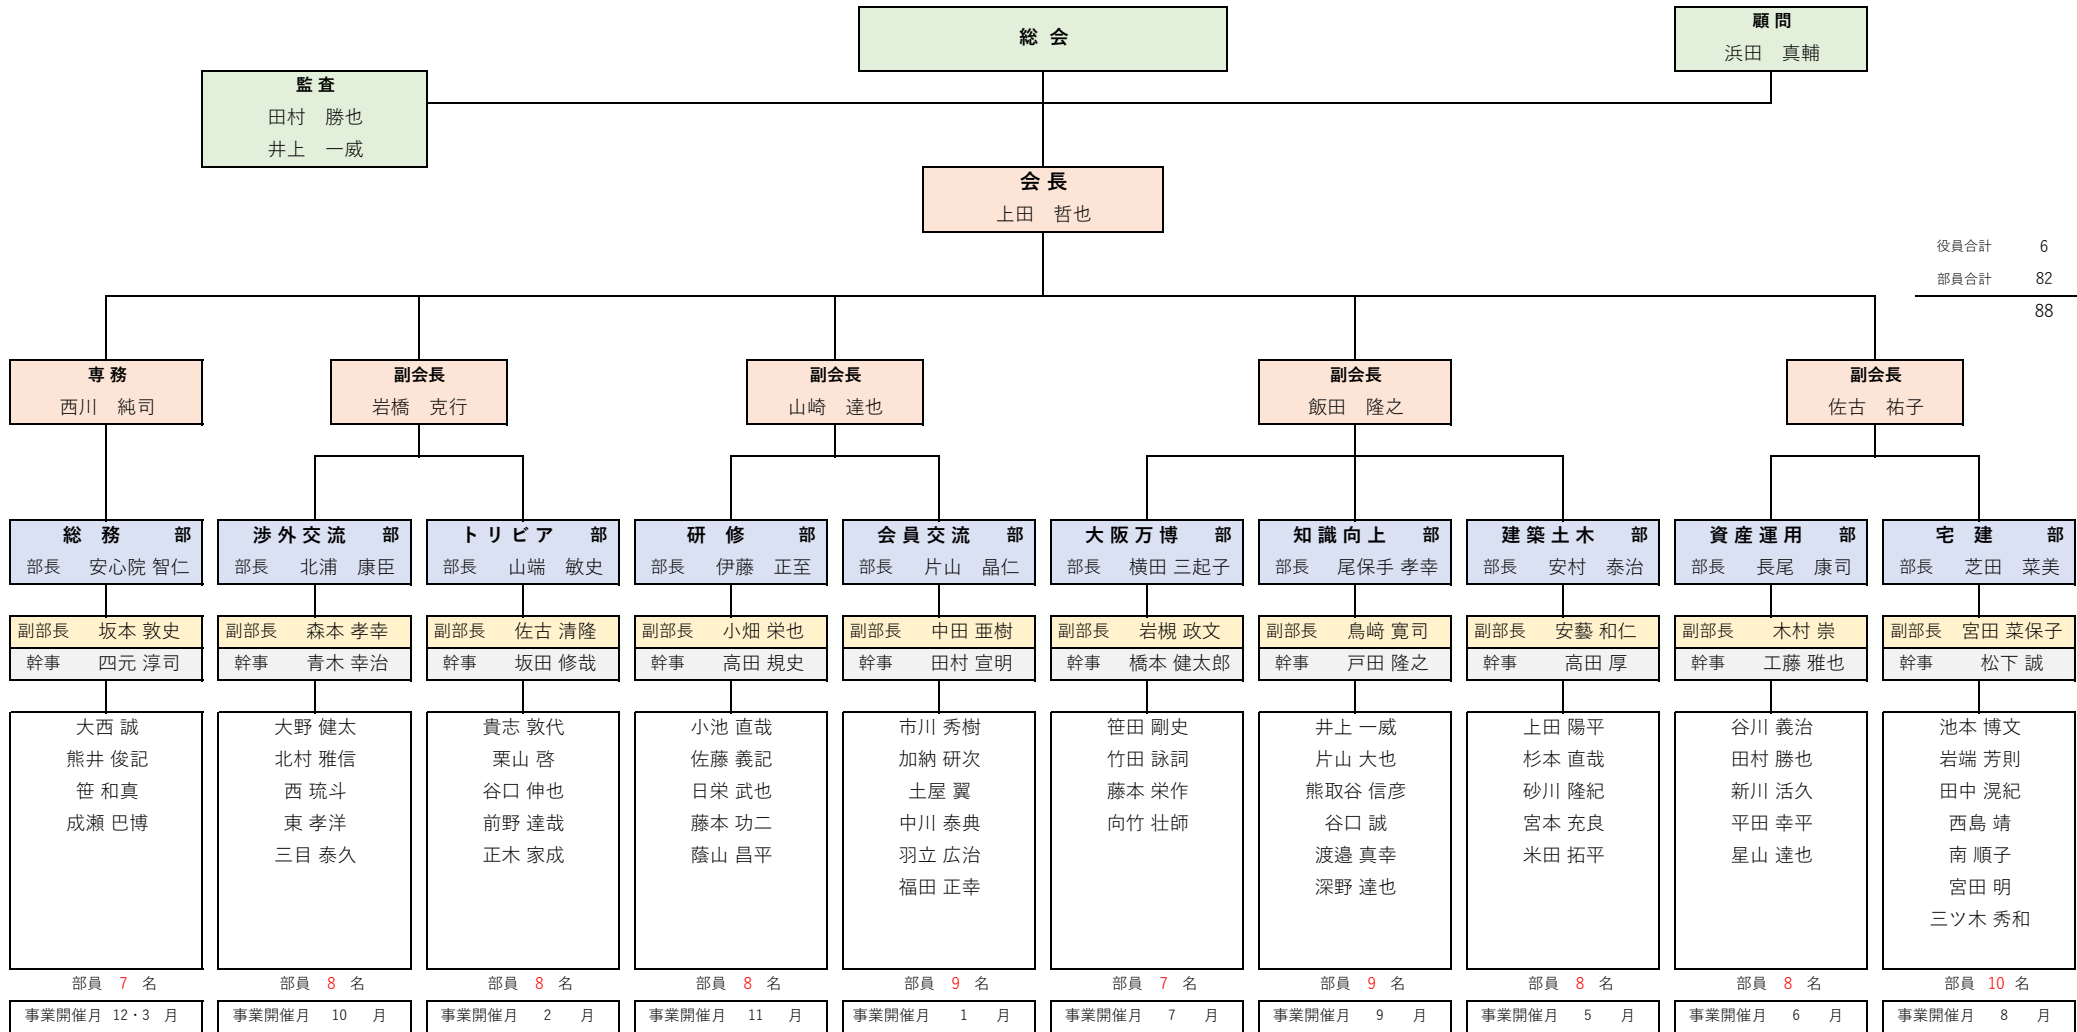 総 会
顧 問
浜田　真輔
監 査
田村　勝也
井上　一威
会 長
上田　哲也
役員合計 6
部員合計 82
88
専 務
西川　純司
副会長
岩橋　克行
副会長
山崎　達也
副会長
飯田　隆之
副会長
佐古　祐子
総　務　部
部長　安心院 智仁
副部長　坂本 敦史
幹事　四元 淳司
大西 誠
熊井 俊記
笹 和真
成瀬 巴博
部員 7 名
事業開催月 12・3 月
渉外交流　部
部長　北浦　康臣
副部長　森本 孝幸
幹事　青木 幸治
大野 健太
北村 雅信
西 琉斗
東 孝洋
三目 泰久
部員 8 名
事業開催月 10 月
トリビア　部
部長　山端　敏史
副部長　佐古 清隆
幹事　坂田 修哉
貴志 敦代
栗山 啓
谷口 伸也
前野 達哉
正木 家成
部員 8 名
事業開催月 2 月
研　修　部
部長　伊藤　正至
副部長　小畑 栄也
幹事　高田 規史
小池 直哉
佐藤 義記
日栄 武也
藤本 功二
蔭山 昌平
部員 8 名
事業開催月 11 月
会員交流　部
部長　片山　晶仁
副部長　中田 亜樹
幹事　田村 宣明
市川 秀樹
加納 研次
土屋 翼
中川 泰典
羽立 広治
福田 正幸
部員 9 名
事業開催月 1 月
大阪万博　部
部長　横田 三起子
副部長　岩槻 政文
幹事　橋本 健太郎
笹田 剛史
竹田 詠詞
藤本 栄作
向竹 壮師
部員 7 名
事業開催月 7 月
知識向上　部
部長　尾保手 孝幸
副部長　鳥﨑 寛司
幹事　戸田 隆之
井上 一威
片山 大也
熊取谷 信彦
谷口 誠
渡邉 真幸
深野 達也
部員 9 名
事業開催月 9 月
建築土木　部
部長　安村　泰治
副部長　安藝 和仁
幹事　高田 厚
上田 陽平
杉本 直哉
砂川 隆紀
宮本 充良
米田 拓平
部員 8 名
事業開催月 5 月
資産運用　部
部長　長尾　康司
副部長　木村 崇
幹事　工藤 雅也
谷川 義治
田村 勝也
新川 活久
平田 幸平
星山 達也
部員 8 名
事業開催月 6 月
宅　建　部
部長　芝田　菜美
副部長　宮田 菜保子
幹事　松下 誠
池本 博文
岩端 芳則
田中 滉紀
西島 靖
南 順子
宮田 明
三ツ木 秀和
部員 10 名
事業開催月 8 月